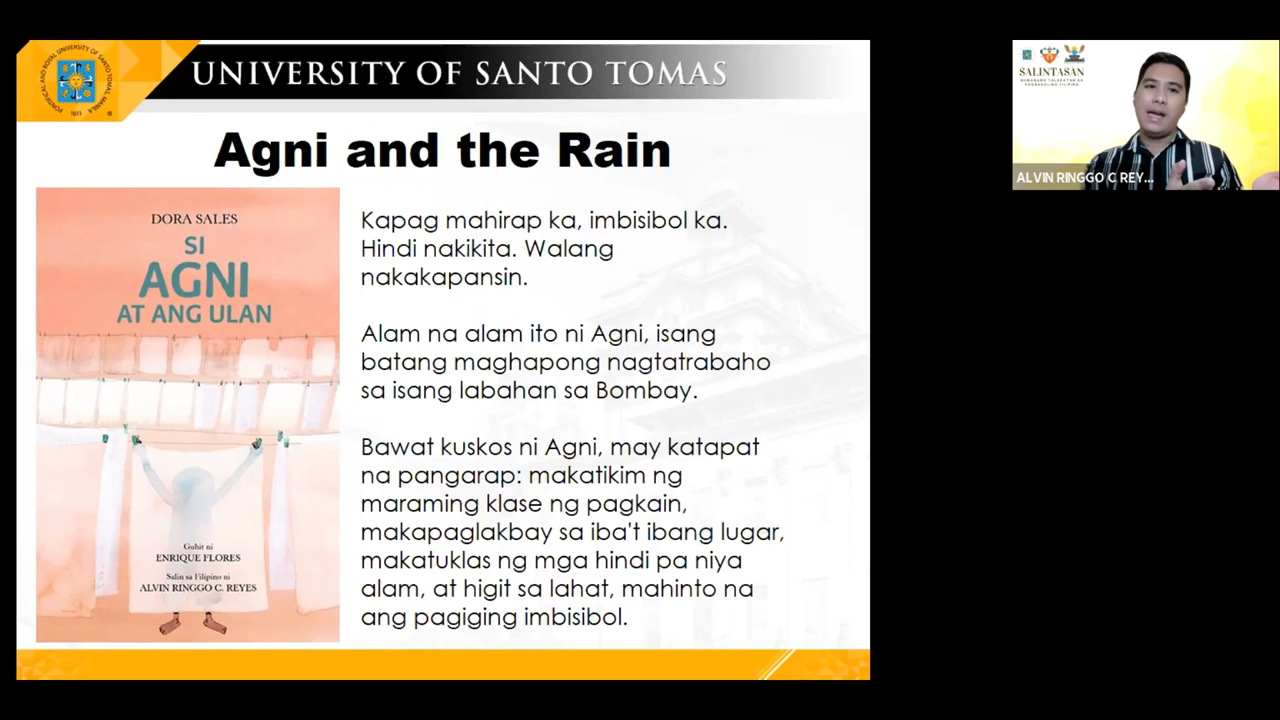 UNIVERSITY OF SANTO TOMAS
Agni and the Rain
DORA SALES
SI
AGNI
AT ANG ULAN
Guhit ni
ENRIQUE FLORES
Salin sa Filipino ni
ALVIN RINGGO C. REYES
Kapag mahirap ka, imbisibol ka.
Hindi nakikita. Walang
nakakapansin.
Alam na alam ito ni Agni, isang
batang maghapong nagtatrabaho
sa isang labahan sa Bombay.
Bawat kuskos ni Agni, may katapat
na pangarap: makatikim ng
maraming klase ng pagkain,
makapaglakbay sa iba't ibang lugar,
makatuklas ng mga hindi pa niya
alam, at higit sa lahat, mahinto na
ang pagiging imbisibol.
SALINTASAN
ALVIN RINGGO C REY...